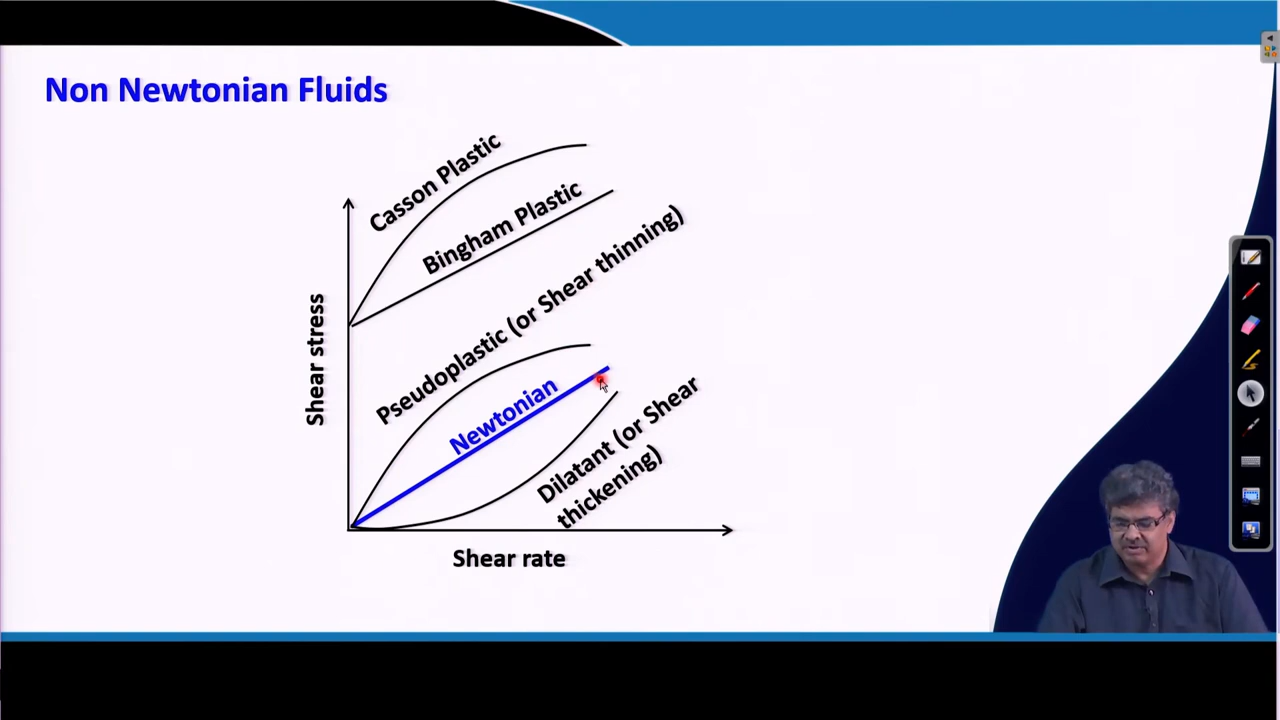 Non Newtonian Fluids
Casson Plastic
Bingham Plastic
Pseudoplastic (or Shear thinning)
Newtonian
Dilatant (or Shear
thickening)
Shear stress
Shear rate